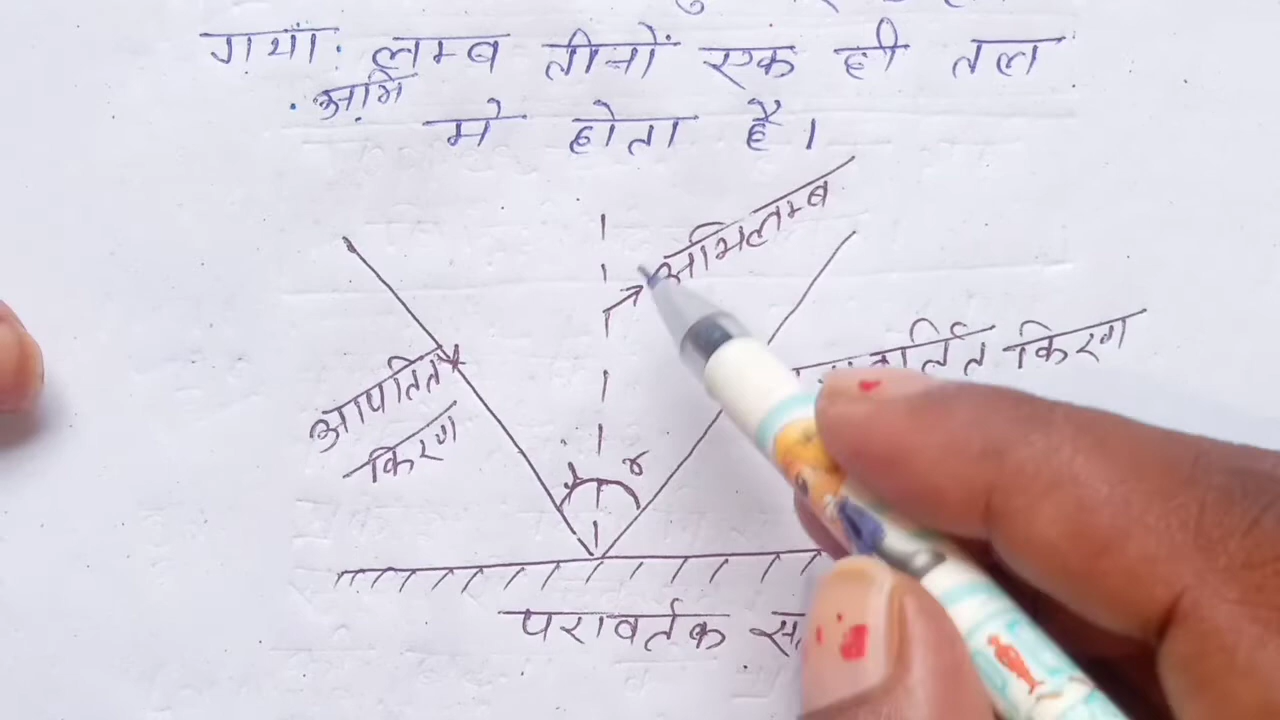 गया लम्ब तीनों एक ही तल
अभि
मे होता है।
अभिलम्ब
किरण
आपतित
किरण
i r
परावर्तक